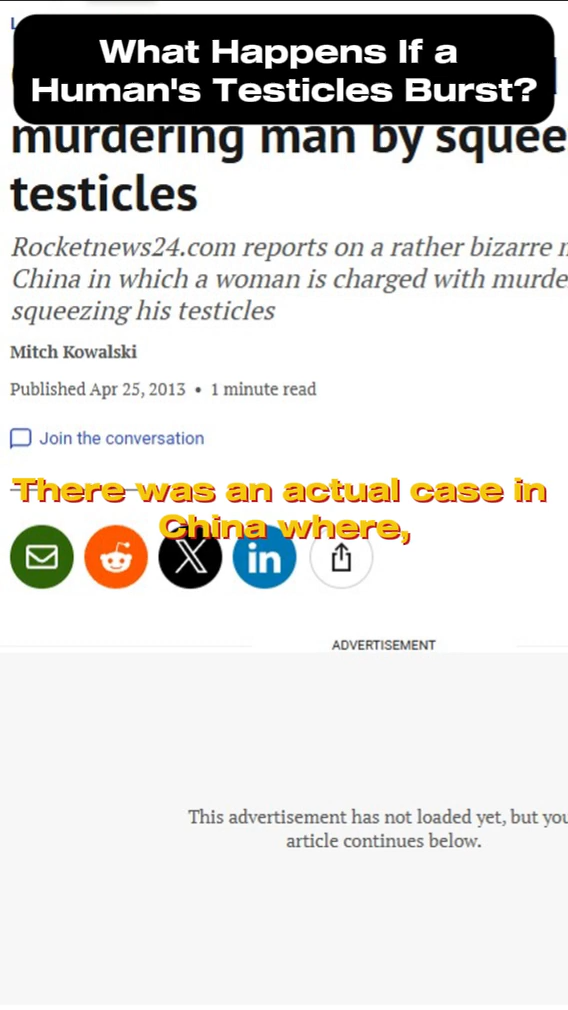 What Happens If a
Human's Testicles Burst?
murdering man by squee
testicles
Rocketnews24.com reports on a rather bizarre
China in which a woman is charged with murde
squeezing his testicles
Mitch Kowalski
Published Apr 25, 2013 • 1 minute read
Join the conversation
There was an actual case in
China where,
in
ADVERTISEMENT
This advertisement has not loaded yet, but you
article continues below.